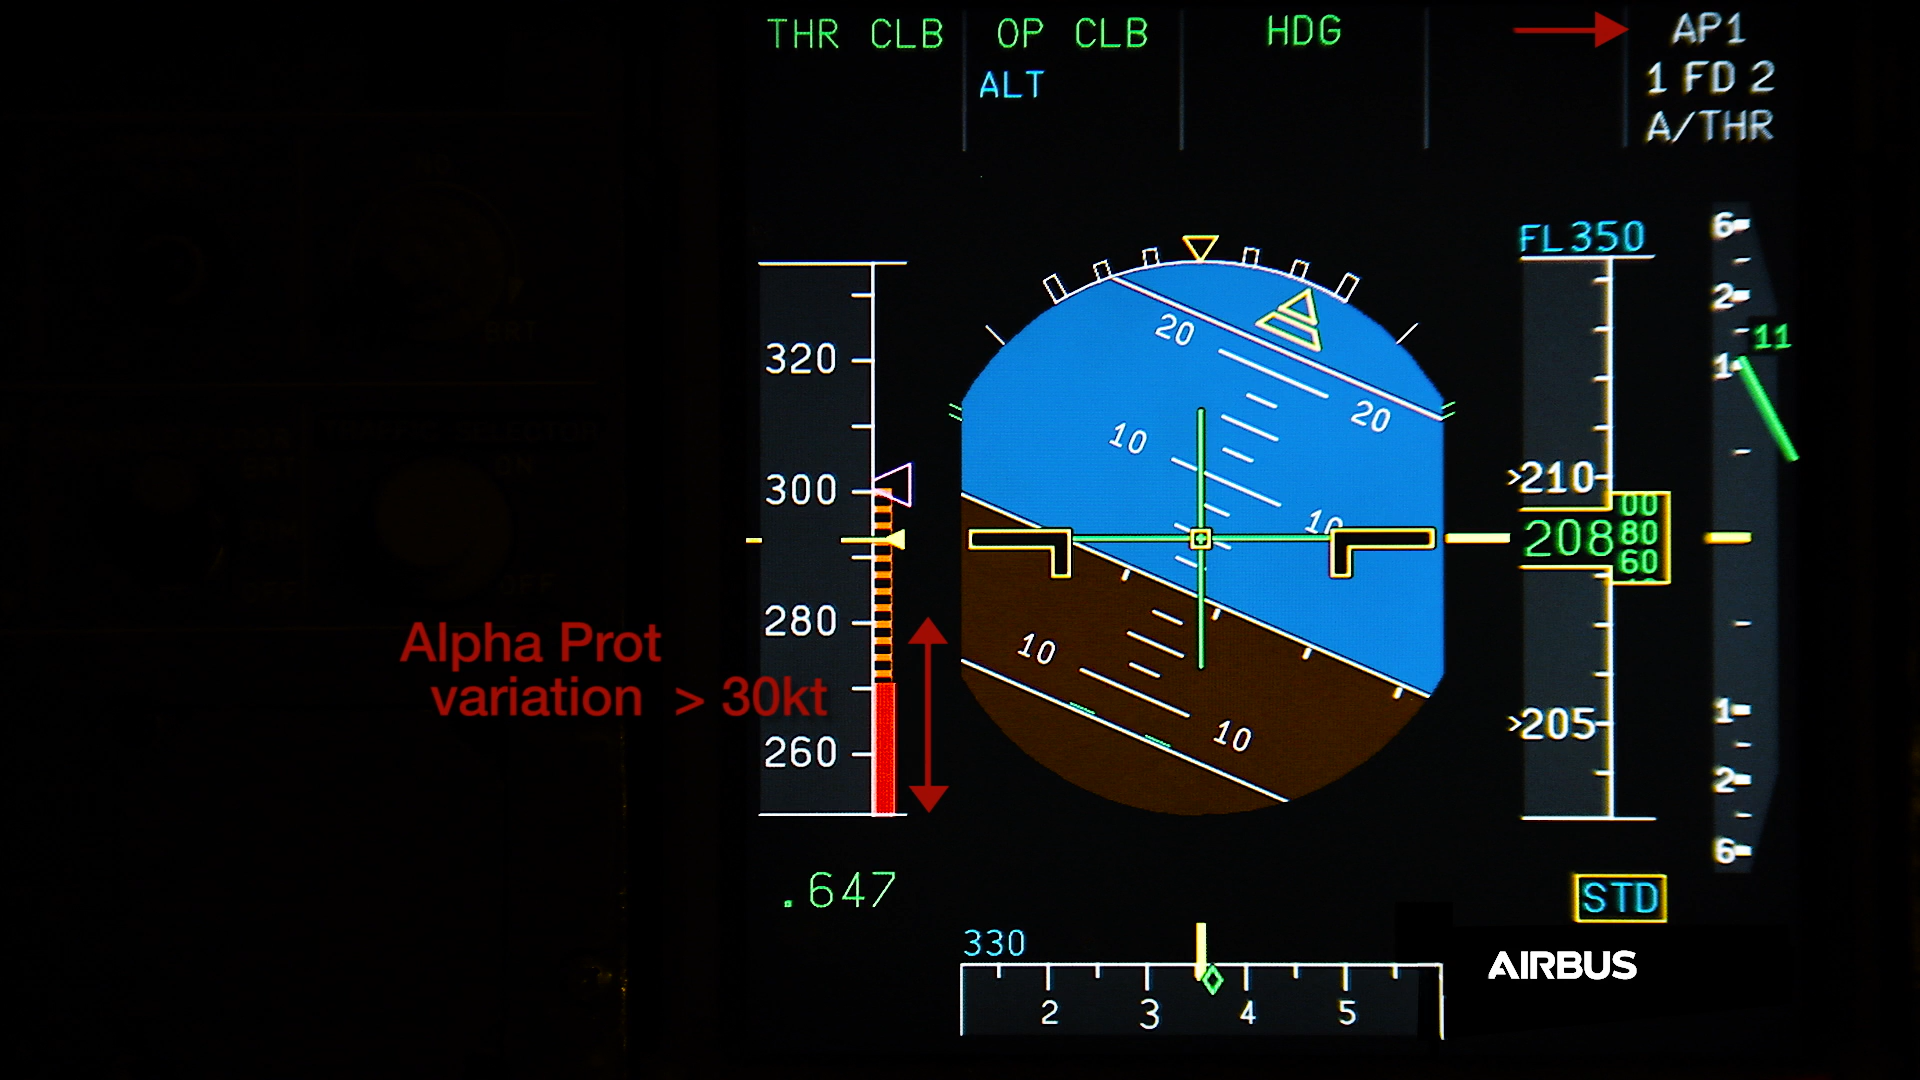 THR CLB OP CLB HDG AP1
ALT 1 FD 2
A/THR
FL350
6
2
11
1
320
300
280
260
20
20
10
10
10
10
210
208
00
80
60
205
1
2
6
Alpha Prot
variation > 30kt
.647
STD
330
2 3 4 5
AIRBUS